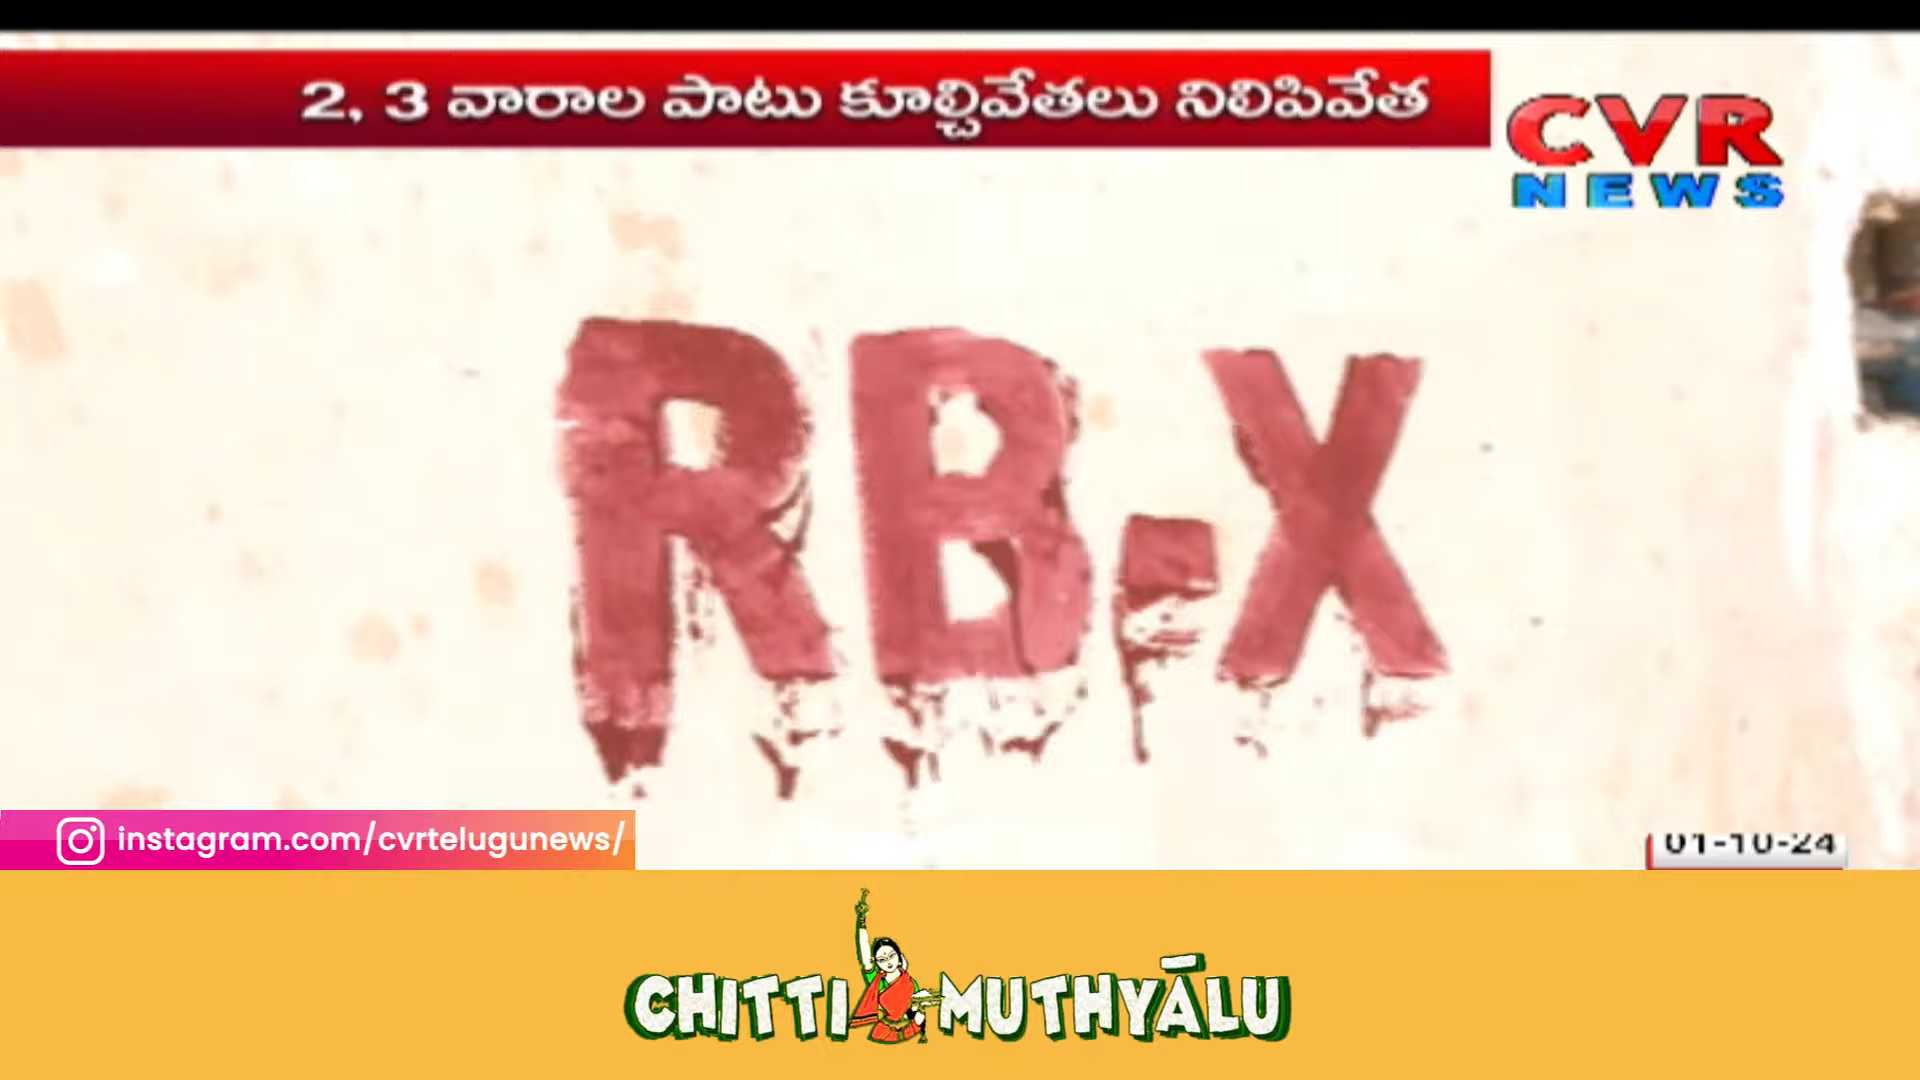 2, 3 వారాల పాటు కూల్చివేతలు నిలిపివేత
CVR
NEWS
RB-X
instagram.com/cvrtelugunews/
01-10-24
CHITTI MUTHYĀLU